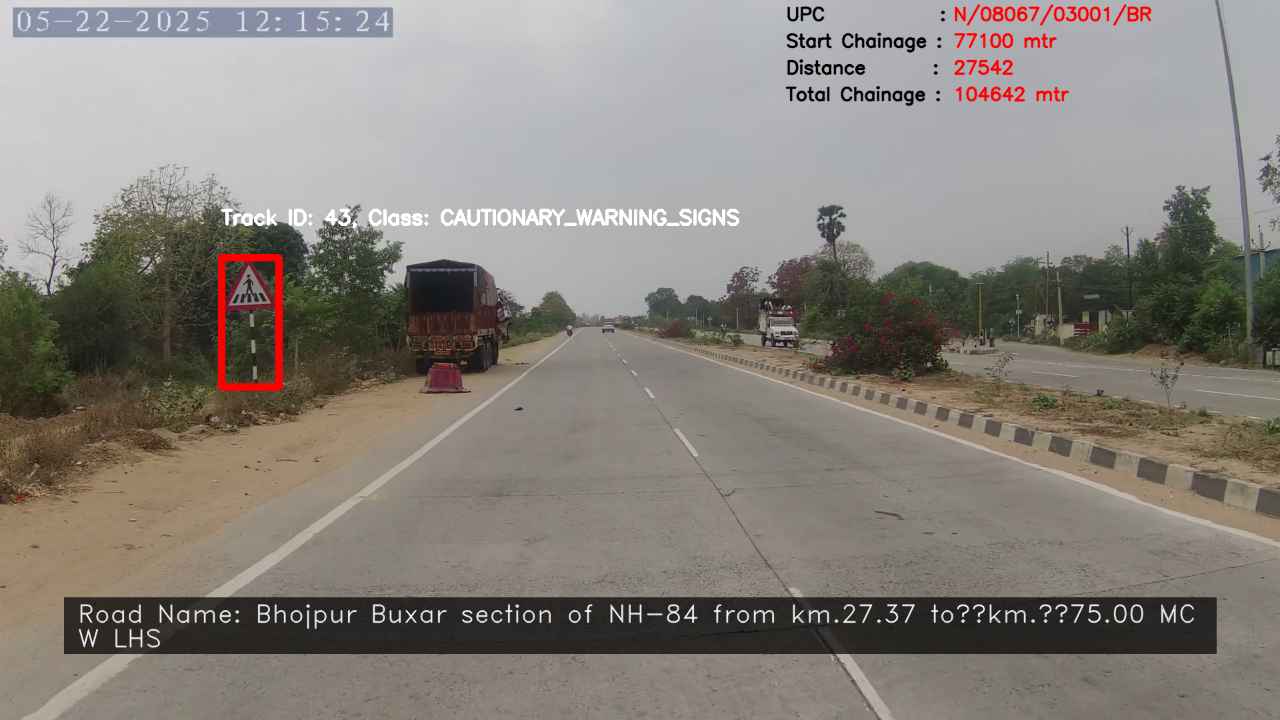 05-22-2025 12:15:24
UPC : N/08067/03001/BR
Start Chainage : 77100 mtr
Distance : 27542
Total Chainage : 104642 mtr
Track ID: 43, Class: CAUTIONARY_WARNING_SIGNS
Road Name: Bhojpur Buxar section of NH-84 from km.27.37 to??km.??75.00 MC
W LHS